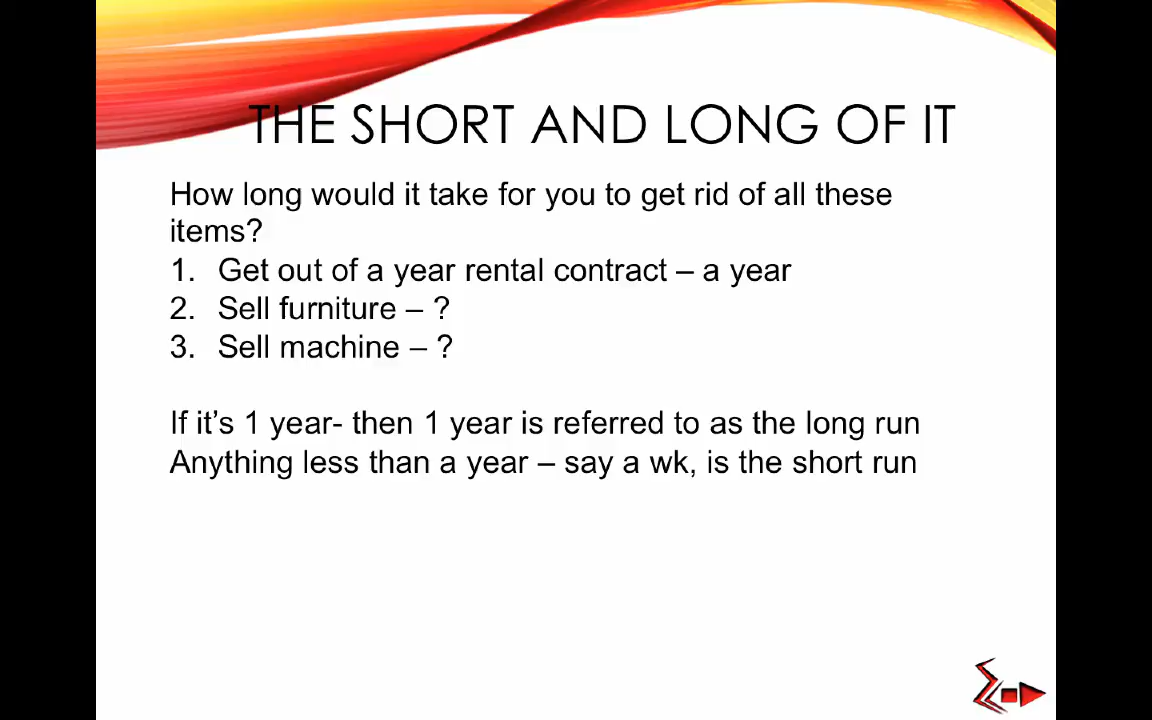 THE SHORT AND LONG OF IT
How long would it take for you to get rid of all these
items?
1. Get out of a year rental contract – a year
2. Sell furniture – ?
3. Sell machine – ?
If it’s 1 year- then 1 year is referred to as the long run
Anything less than a year – say a wk, is the short run